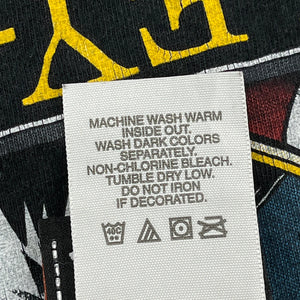 EY
MACHINE WASH WARM
INSIDE OUT.
WASH DARK COLORS
SEPARATELY.
NON-CHLORINE BLEACH.
TUMBLE DRY LOW.
DO NOT IRON
IF DECORATED.